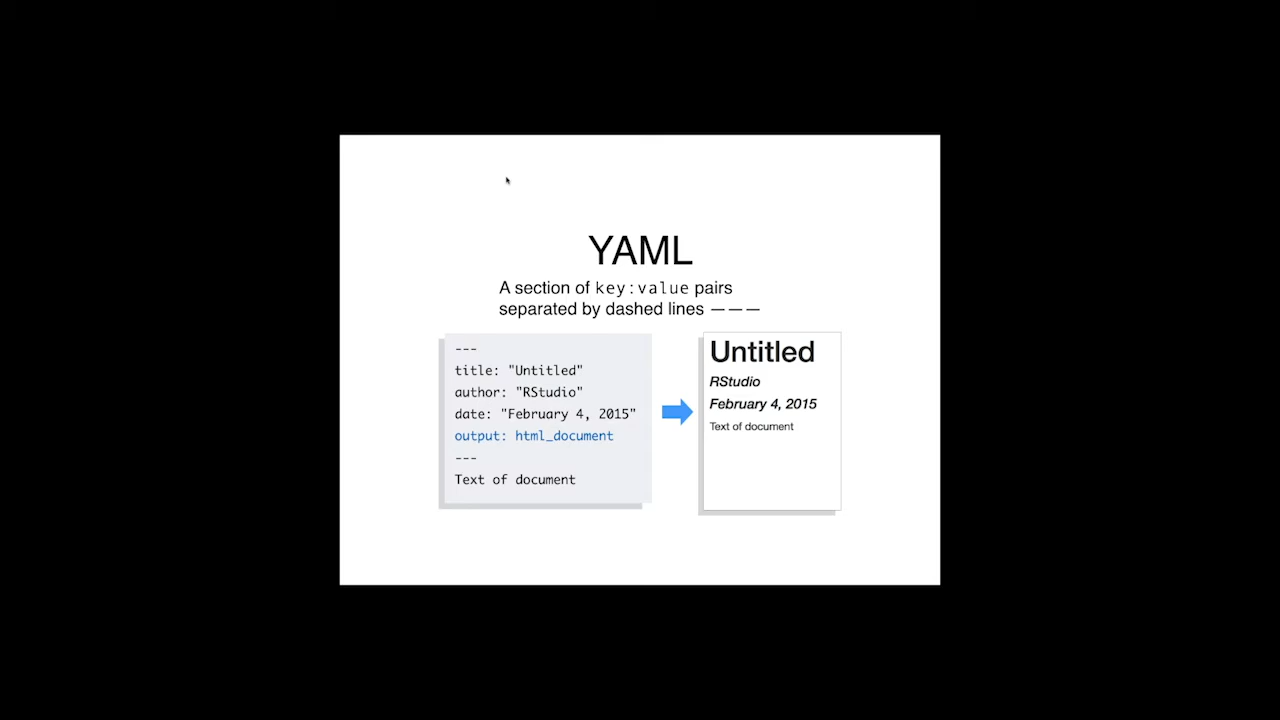 YAML
A section of key:value pairs
separated by dashed lines ———
---
title: "Untitled"
author: "RStudio"
date: "February 4, 2015"
output: html_document
---
Text of document
Untitled
RStudio
February 4, 2015
Text of document